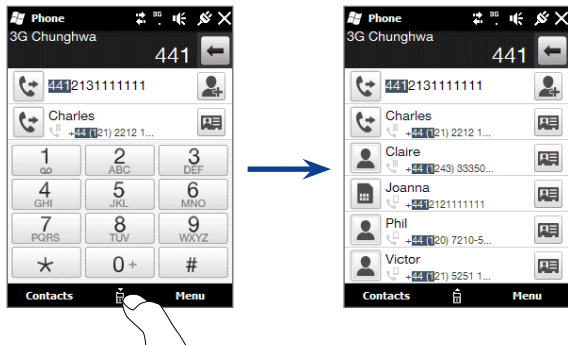 Phone
3G Chunghwa
441
4412131111111
Charles
+44 (121) 2212 1...
1 2 ABC 3 DEF
4 GHI 5 JKL 6 MNO
7 PQRS 8 TUV 9 WXYZ
* 0 + #
Contacts Menu
Phone
3G Chunghwa
441
4412131111111
Charles
+44 (121) 2212 1...
Claire
+44 (1243) 33350...
Joanna
+4412121111111
Phil
+44 (120) 7210-5...
Victor
+44 (121) 5251 1...
Contacts Menu